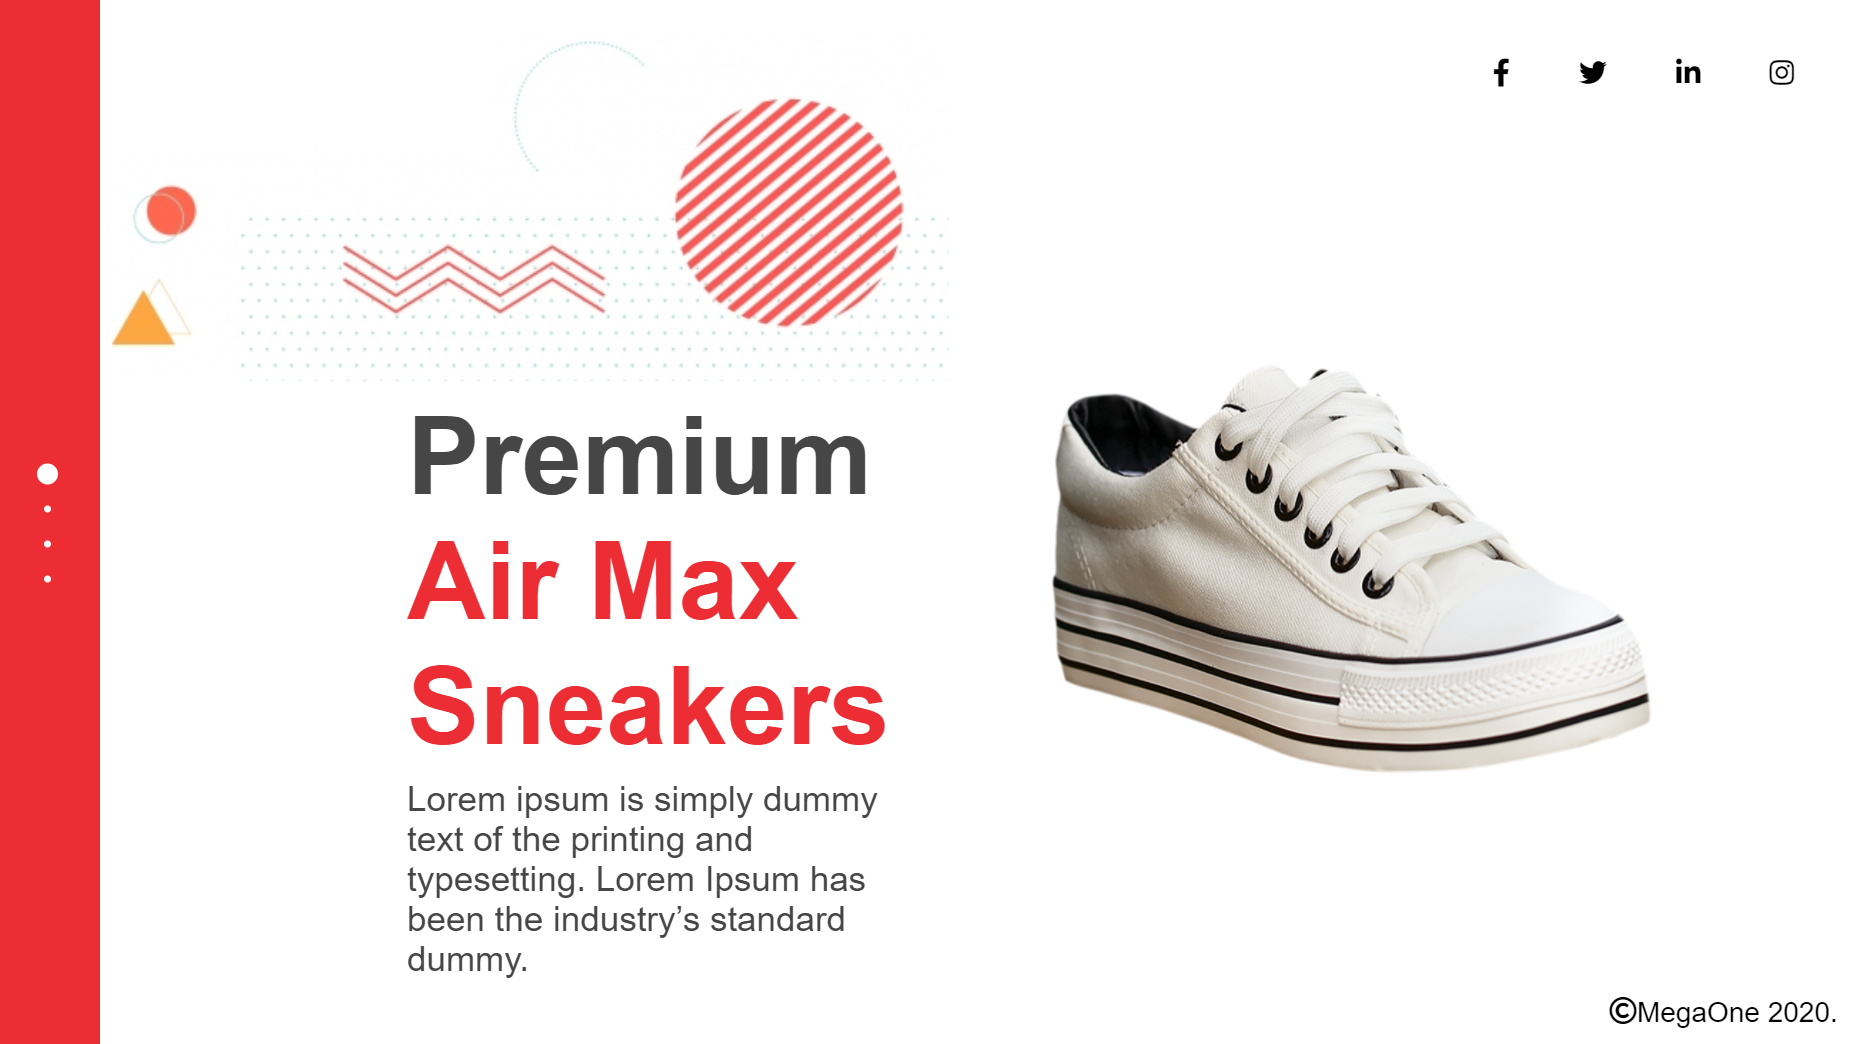 Premium
Air Max
Sneakers
Lorem ipsum is simply dummy
text of the printing and
typesetting. Lorem Ipsum has
been the industry’s standard
dummy.
©MegaOne 2020.